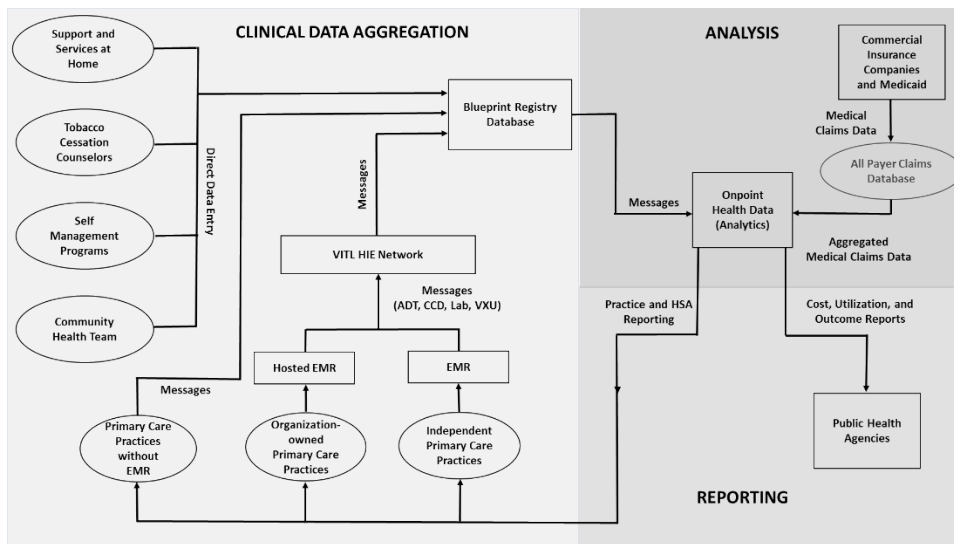 CLINICAL DATA AGGREGATION
Support and
Services at
Home
Tobacco
Cessation
Counselors
Self
Management
Programs
Community
Health Team
Direct Data Entry
Blueprint Registry
Database
Messages
VITL HIE Network
Messages
(ADT, CCD, Lab, VXU)
Hosted EMR
EMR
Messages
Primary Care
Practices
without
EMR
Organization-
owned
Primary Care
Practices
Independent
Primary Care
Practices
ANALYSIS
Commercial
Insurance
Companies
and Medicaid
Medical
Claims Data
All Payer Claims
Database
Messages
Onpoint
Health Data
(Analytics)
Aggregated
Medical Claims Data
Practice and HSA
Reporting
Cost, Utilization, and
Outcome Reports
Public Health
Agencies
REPORTING